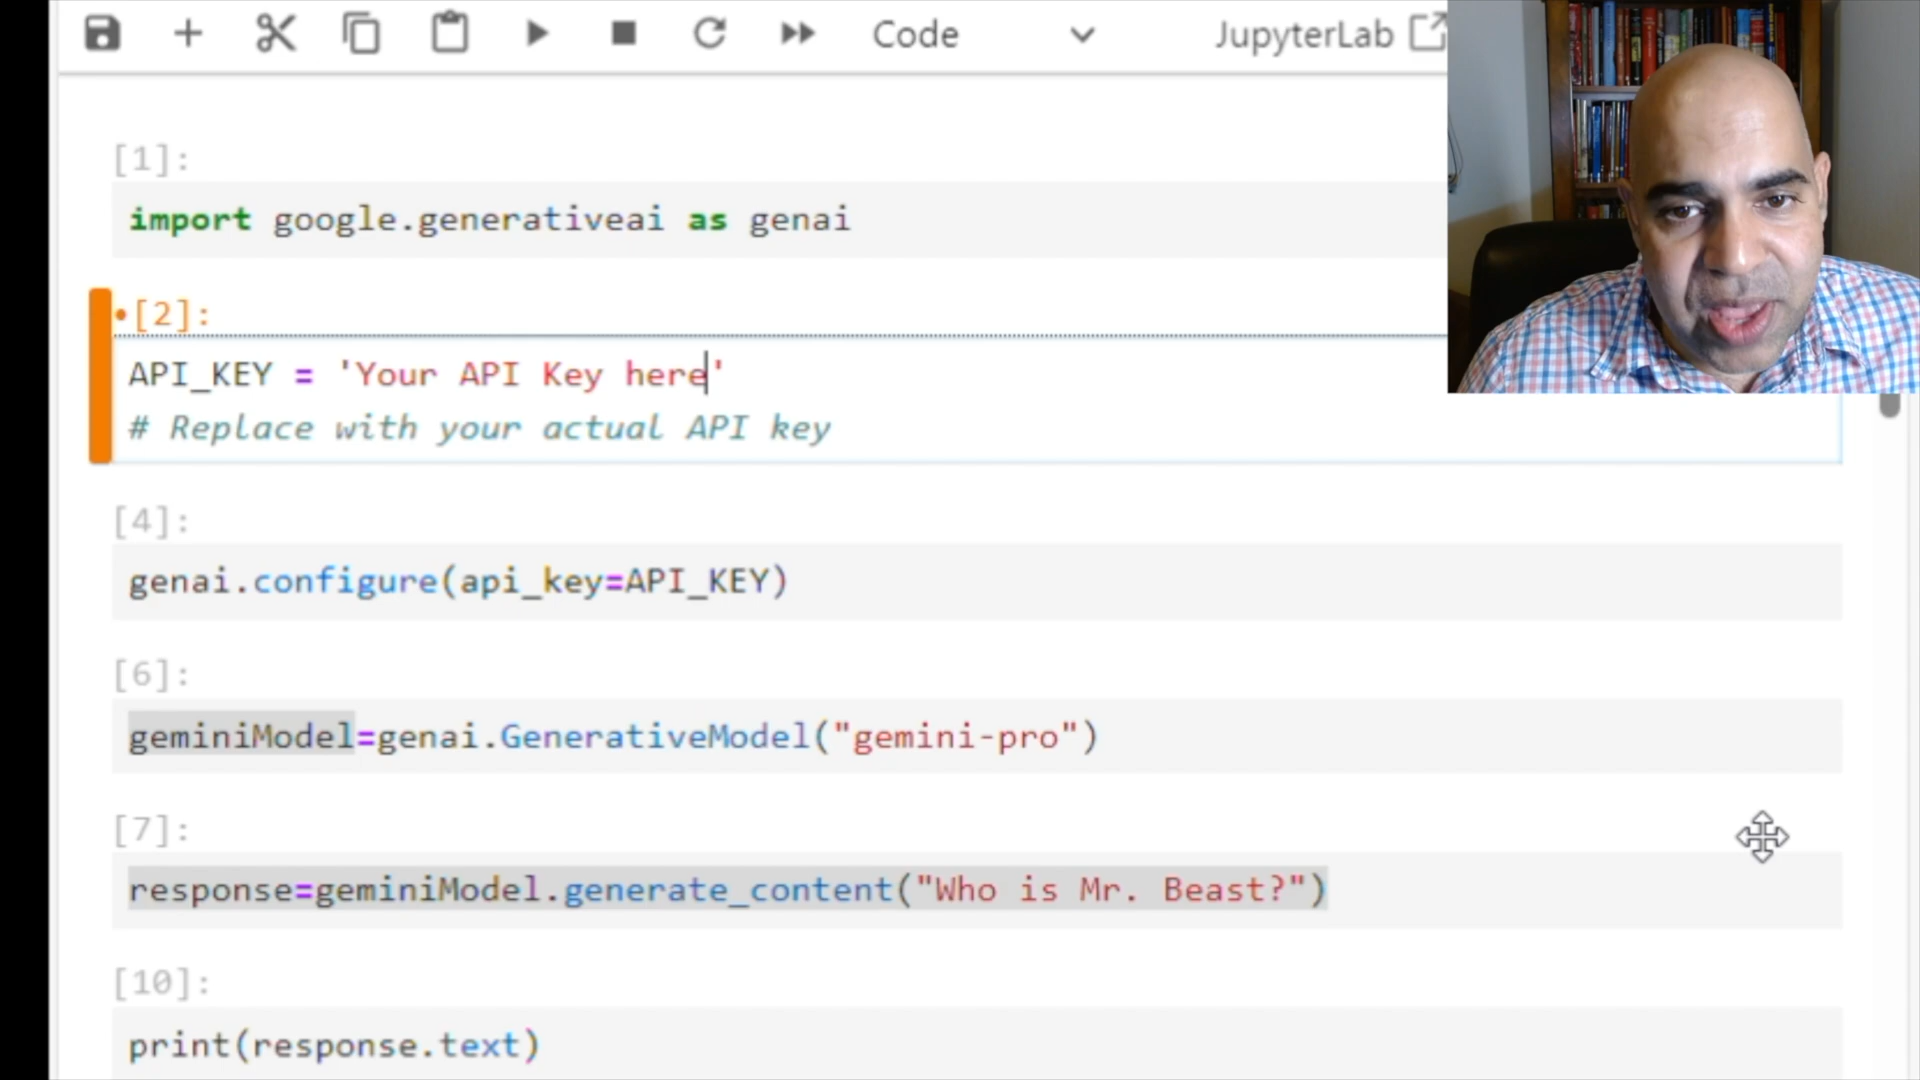 Code
JupyterLab
[1]:
import google.generativeai as genai
[2]:
API_KEY = 'Your API Key here'
# Replace with your actual API key
[4]:
genai.configure(api_key=API_KEY)
[6]:
geminiModel=genai.GenerativeModel("gemini-pro")
[7]:
response=geminiModel.generate_content("Who is Mr. Beast?")
[10]:
print(response.text)